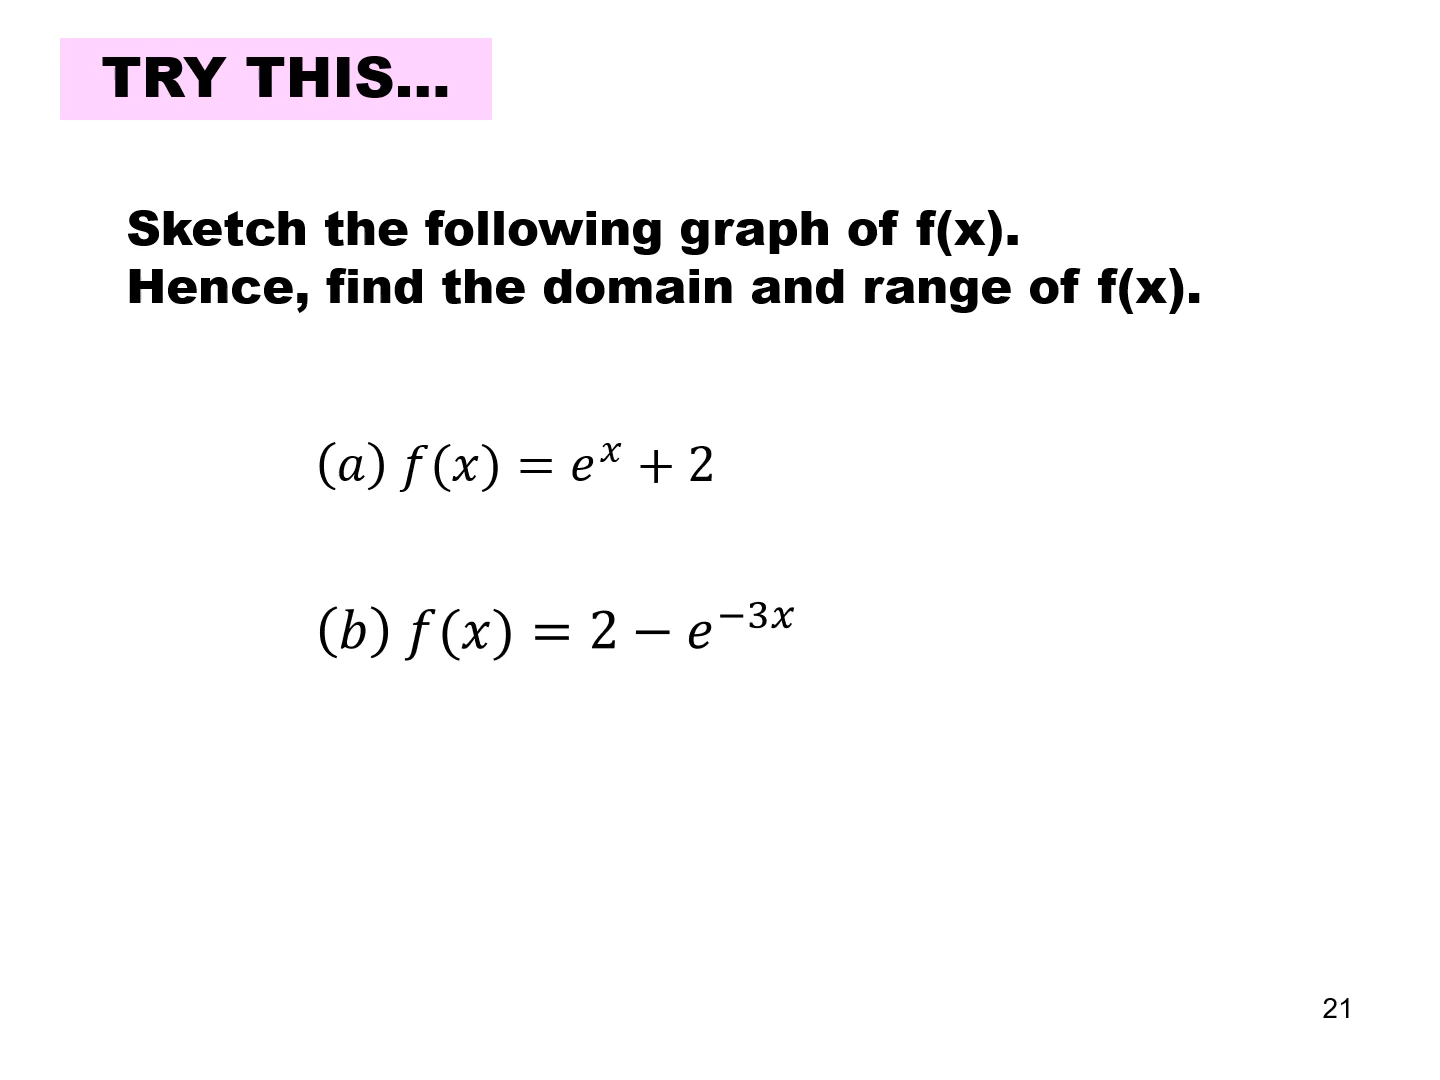 TRY THIS…
Sketch the following graph of f(x).
Hence, find the domain and range of f(x).
(a) f(x) = e^x + 2
(b) f(x) = 2 − e^{−3x}
21